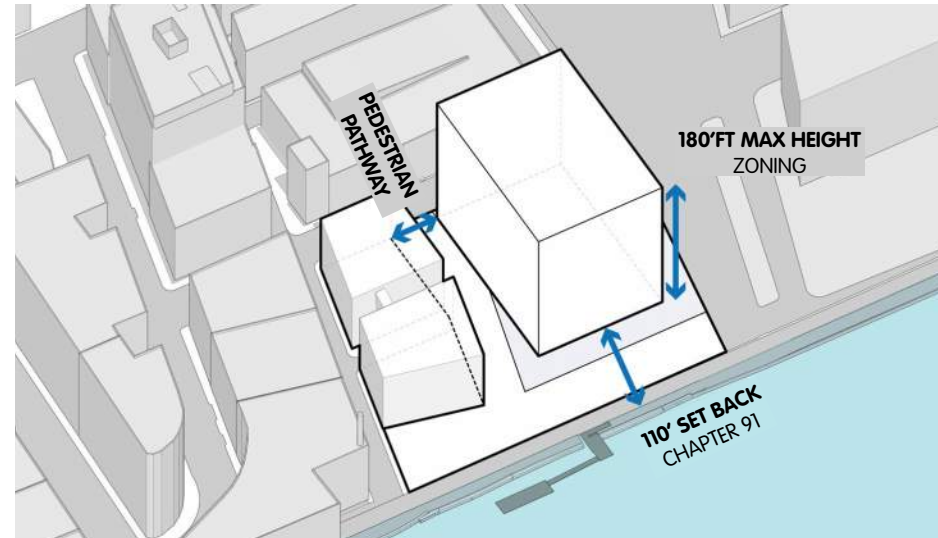 PEDESTRIAN
PATHWAY
180'FT MAX HEIGHT
ZONING
110' SET BACK
CHAPTER 91